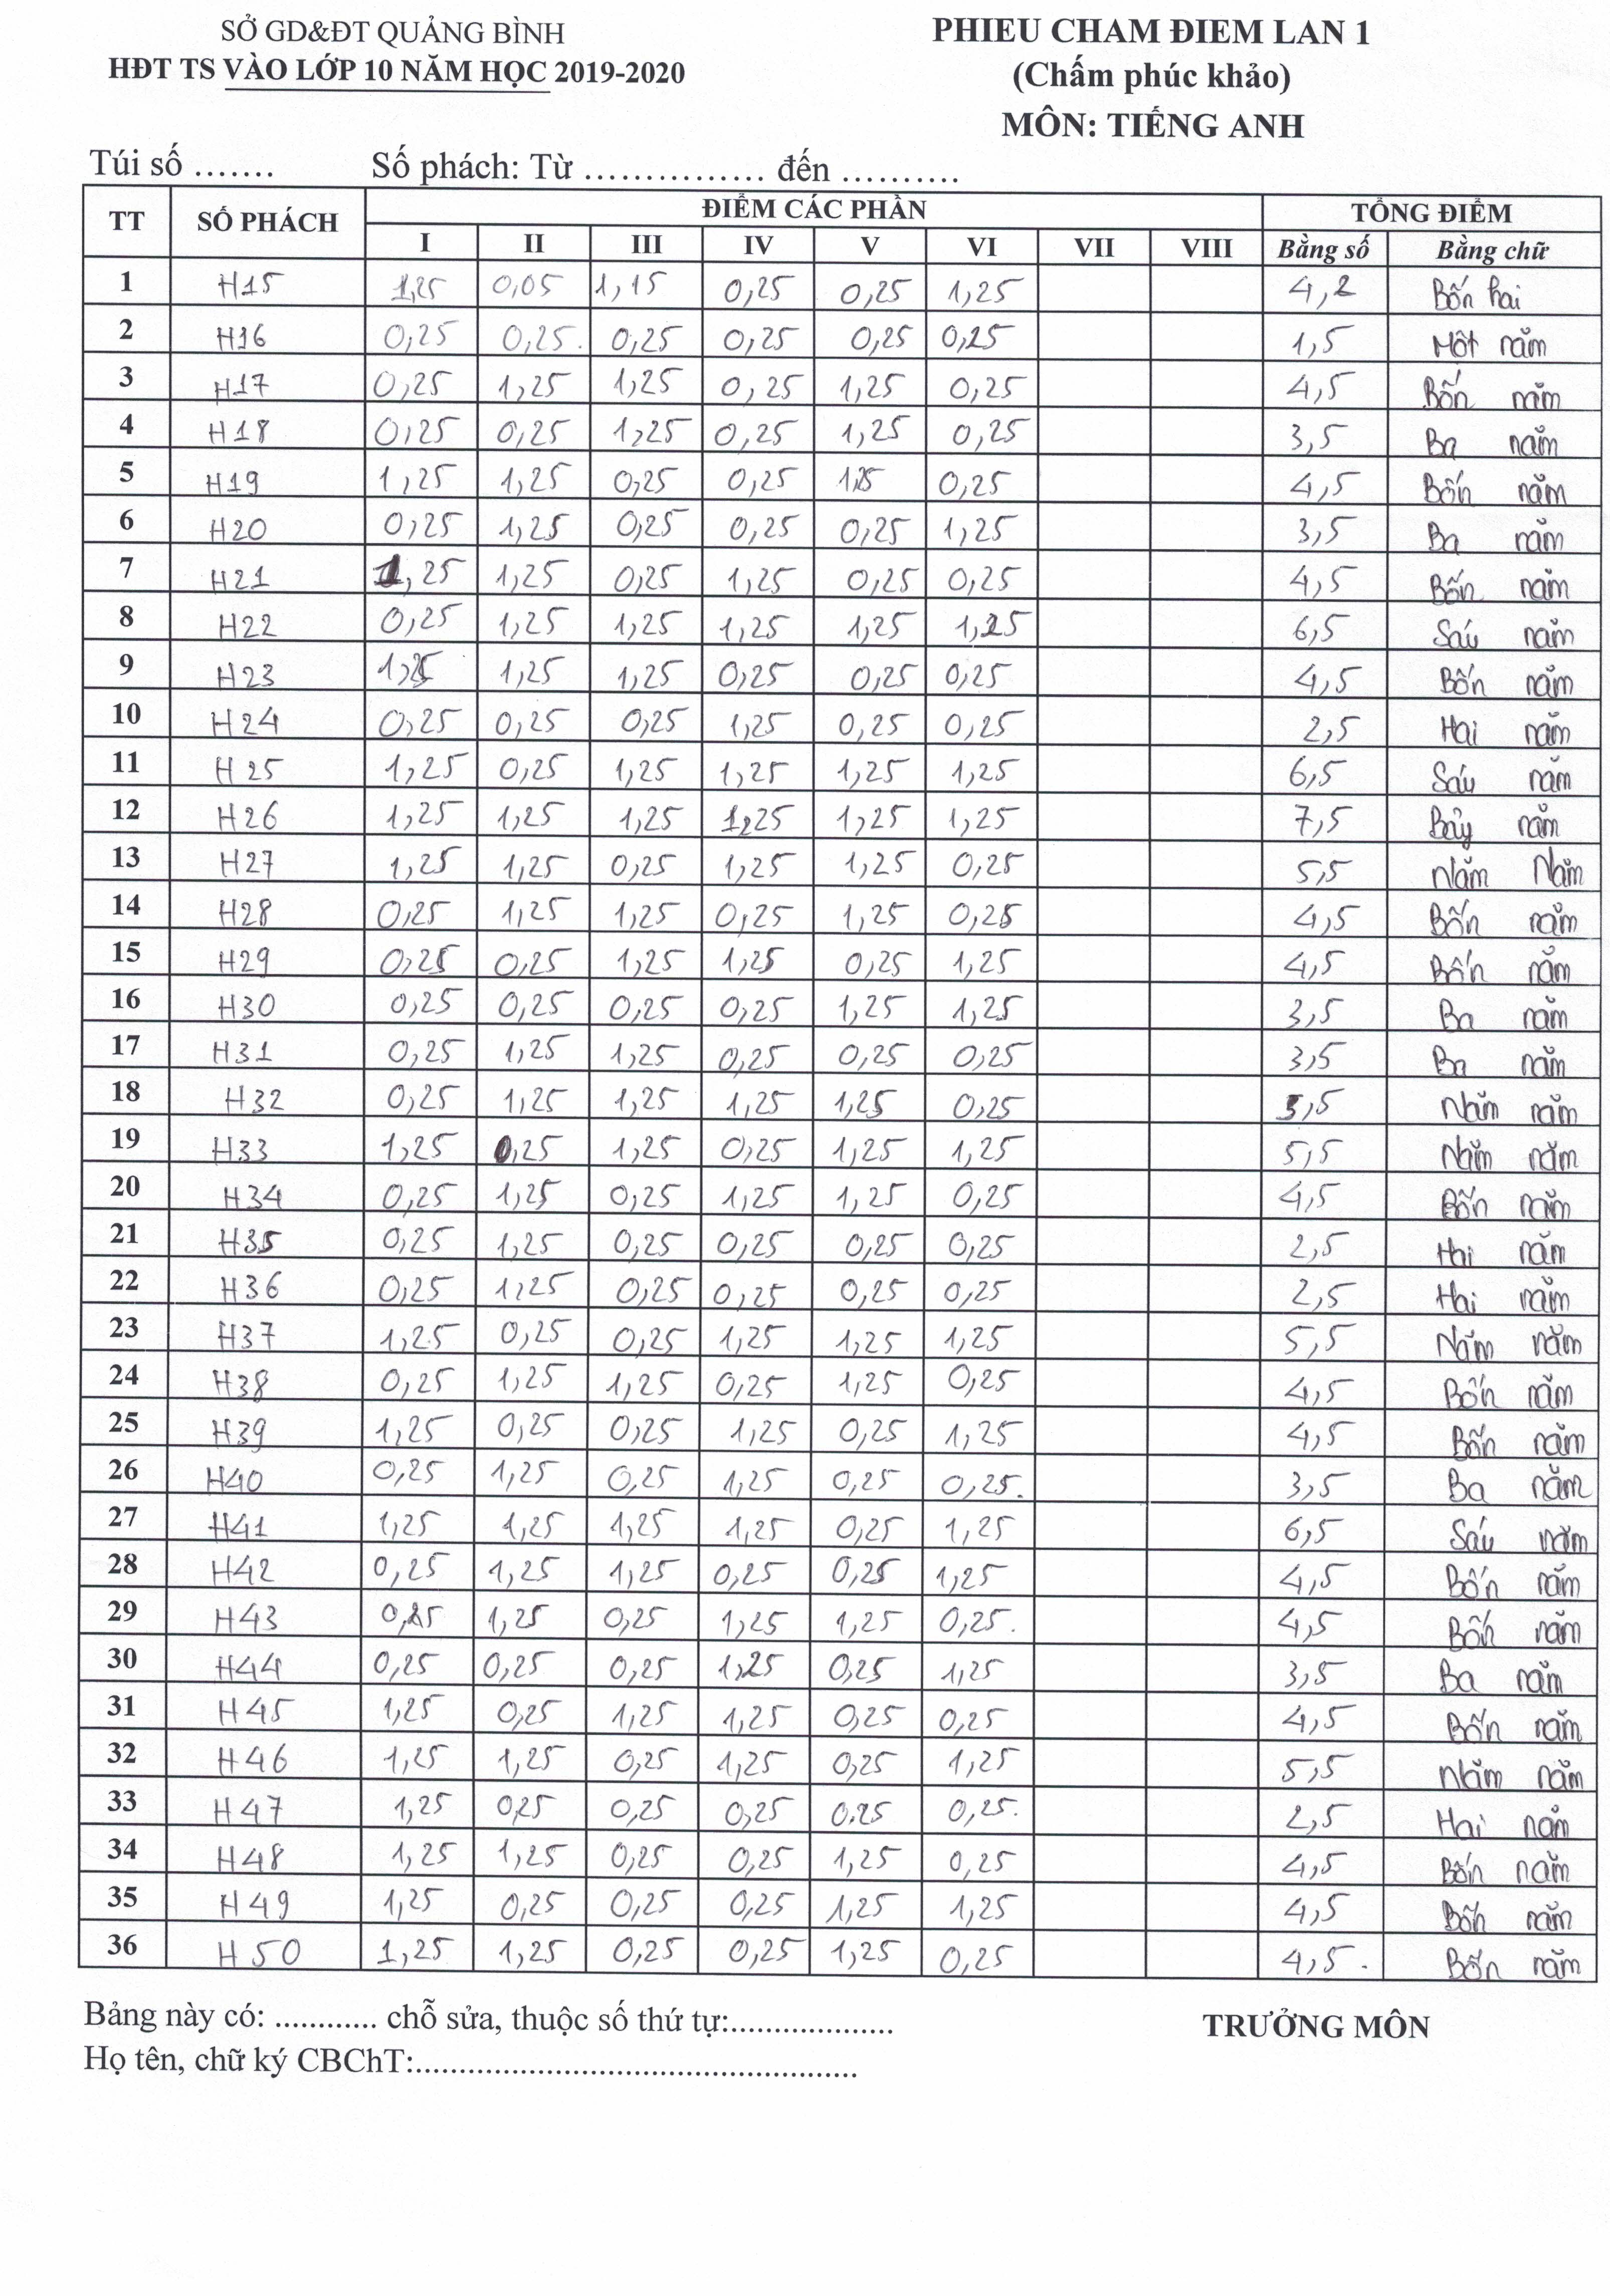 SỞ GD&ĐT QUẢNG BÌNH
HĐT TS VÀO LỚP 10 NĂM HỌC 2019-2020
PHIEU CHAM ĐIEM LAN 1
(Chấm phúc khảo)
MÔN: TIẾNG ANH
Túi số ....... Số phách: Từ ............... đến ..........
TT SỐ PHÁCH ĐIỂM CÁC PHẦN TỔNG ĐIỂM
I II III IV V VI VII VIII Bằng số Bằng chữ
1 H15 1,25 0,05 1,15 0,25 0,25 1,25 4,2 Bốn hai
2 H16 0,25 0,25. 0,25 0,25 0,25 0,25 1,5 Một năm
3 H17 0,25 1,25 1,25 0,25 1,25 0,25 4,5 Bốn năm
4 H18 0,25 0,25 1,25 0,25 1,25 0,25 3,5 Ba năm
5 H19 1,25 1,25 0,25 0,25 1,25 0,25 4,5 Bốn năm
6 H20 0,25 1,25 0,25 0,25 0,25 1,25 3,5 Ba năm
7 H21 1,25 1,25 0,25 1,25 0,25 0,25 4,5 Bốn năm
8 H22 0,25 1,25 1,25 1,25 1,25 1,25 6,5 Sáu năm
9 H23 1,25 1,25 1,25 0,25 0,25 0,25 4,5 Bốn năm
10 H24 0,25 0,25 0,25 1,25 0,25 0,25 2,5 Hai năm
11 H25 1,25 0,25 1,25 1,25 1,25 1,25 6,5 Sáu năm
12 H26 1,25 1,25 1,25 1,25 1,25 1,25 7,5 Bảy năm
13 H27 1,25 1,25 0,25 1,25 1,25 0,25 5,5 Năm Năm
14 H28 0,25 1,25 1,25 0,25 1,25 0,25 4,5 Bốn năm
15 H29 0,25 0,25 1,25 1,25 0,25 1,25 4,5 Bốn năm
16 H30 0,25 0,25 0,25 0,25 1,25 1,25 3,5 Ba năm
17 H31 0,25 1,25 1,25 0,25 0,25 0,25 3,5 Ba năm
18 H32 0,25 1,25 1,25 1,25 1,25 0,25 5,5 Năm năm
19 H33 1,25 0,25 1,25 0,25 1,25 1,25 5,5 Năm năm
20 H34 0,25 1,25 0,25 1,25 1,25 0,25 4,5 Bốn năm
21 H35 0,25 1,25 0,25 0,25 0,25 0,25 2,5 Hai năm
22 H36 0,25 1,25 0,25 0,25 0,25 0,25 2,5 Hai năm
23 H37 1,25 0,25 0,25 1,25 1,25 1,25 5,5 Năm năm
24 H38 0,25 1,25 1,25 0,25 1,25 0,25 4,5 Bốn năm
25 H39 1,25 0,25 0,25 1,25 0,25 1,25 4,5 Bốn năm
26 H40 0,25 1,25 0,25 1,25 0,25 0,25. 3,5 Ba năm
27 H41 1,25 1,25 1,25 1,25 0,25 1,25 6,5 Sáu năm
28 H42 0,25 1,25 1,25 0,25 0,25 1,25 4,5 Bốn năm
29 H43 0,25 1,25 0,25 1,25 1,25 0,25. 4,5 Bốn năm
30 H44 0,25 0,25 0,25 1,25 0,25 1,25 3,5 Ba năm
31 H45 1,25 0,25 1,25 1,25 0,25 0,25 4,5 Bốn năm
32 H46 1,25 1,25 0,25 1,25 0,25 1,25 5,5 Năm năm
33 H47 1,25 0,25 0,25 0,25 0.25 0,25. 2,5 Hai năm
34 H48 1,25 1,25 0,25 0,25 1,25 0,25 4,5 Bốn năm
35 H49 1,25 0,25 0,25 0,25 1,25 1,25 4,5 Bốn năm
36 H50 1,25 1,25 0,25 0,25 1,25 0,25 4,5. Bốn năm
Bảng này có: ............ chỗ sửa, thuộc số thứ tự:...................
TRƯỞNG MÔN
Họ tên, chữ ký CBChT:....................................................